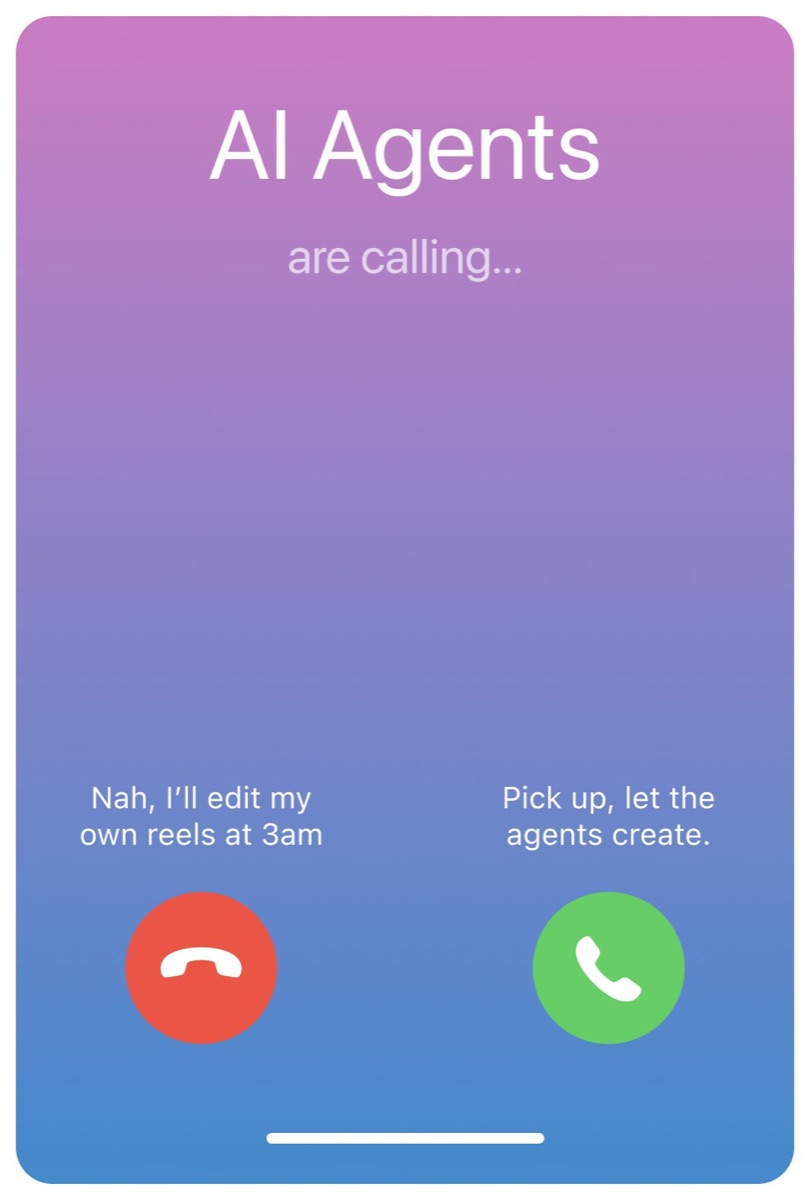 AI Agents
are calling...
Nah, I’ll edit my
own reels at 3am
Pick up, let the
agents create.